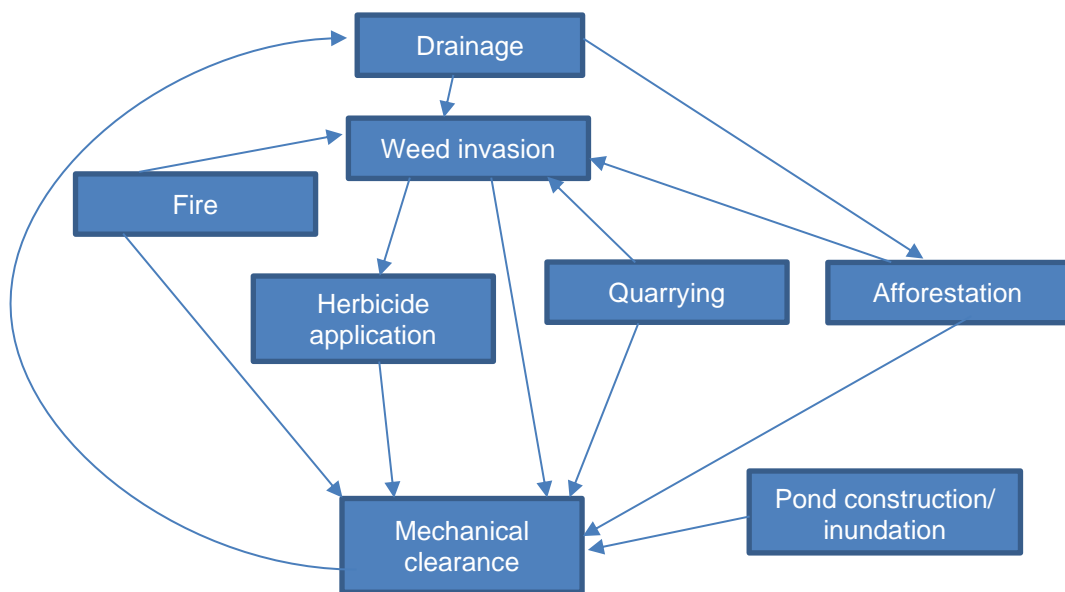 Drainage
Weed invasion
Fire
Herbicide
application
Quarrying
Afforestation
Pond construction/
inundation
Mechanical
clearance